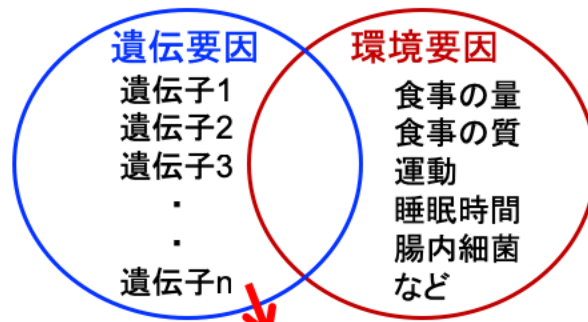 遺伝要因
遺伝子1
遺伝子2
遺伝子3
・
・
遺伝子n
環境要因
食事の量
食事の質
運動
睡眠時間
腸内細菌
など